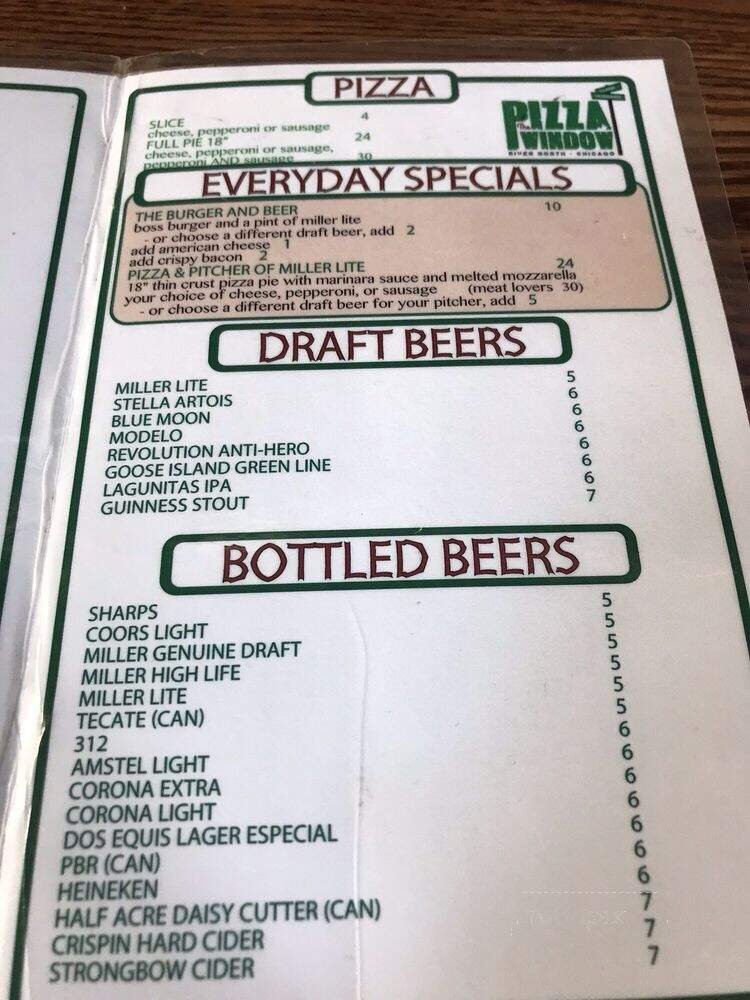 PIZZA
SLICE 4
cheese, pepperoni or sausage
FULL PIE 18" 24
cheese, pepperoni or sausage,
pepperoni AND sausage 30
THE PIZZA
WINDOW
RIVER NORTH - CHICAGO
EVERYDAY SPECIALS
THE BURGER AND BEER 10
boss burger and a pint of miller lite
- or choose a different draft beer, add 2
add american cheese 1
add crispy bacon 2
PIZZA & PITCHER OF MILLER LITE 24
18" thin crust pizza pie with marinara sauce and melted mozzarella
your choice of cheese, pepperoni, or sausage (meat lovers 30)
- or choose a different draft beer for your pitcher, add 5
DRAFT BEERS
MILLER LITE 5
STELLA ARTOIS 6
BLUE MOON 6
MODELO 6
REVOLUTION ANTI-HERO 6
GOOSE ISLAND GREEN LINE 6
LAGUNITAS IPA 6
GUINNESS STOUT 7
BOTTLED BEERS
SHARPS 5
COORS LIGHT 5
MILLER GENUINE DRAFT 5
MILLER HIGH LIFE 5
MILLER LITE 5
TECATE (CAN) 5
312 6
AMSTEL LIGHT 6
CORONA EXTRA 6
CORONA LIGHT 6
DOS EQUIS LAGER ESPECIAL 6
PBR (CAN) 6
HEINEKEN 6
HALF ACRE DAISY CUTTER (CAN) 7
CRISPIN HARD CIDER 7
STRONGBOW CIDER 7